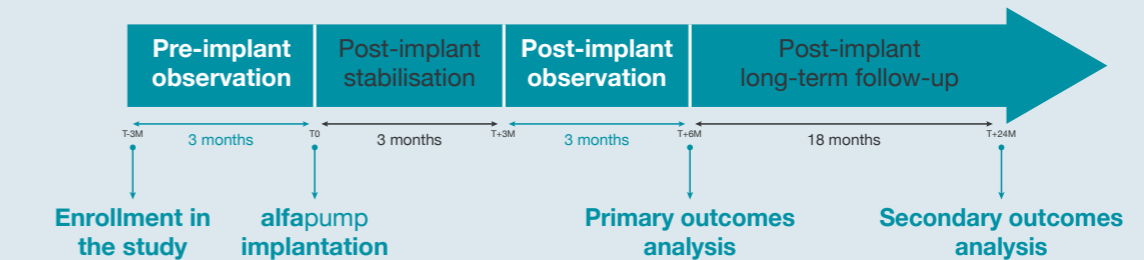 Pre-implant
observation
Post-implant
stabilisation
Post-implant
observation
Post-implant
long-term follow-up
T-3M
3 months
T0
3 months
T+3M
3 months
T+6M
18 months
T+24M
Enrollment in
the study
alfapump
implantation
Primary outcomes
analysis
Secondary outcomes
analysis